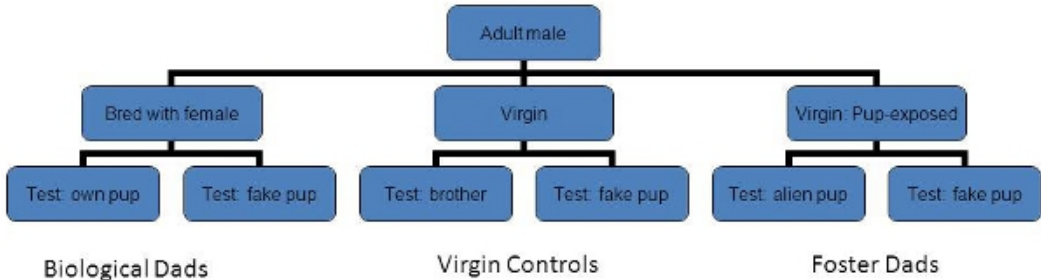 Adult male
Bred with female
Virgin
Virgin: Pup-exposed
Test: own pup
Test: fake pup
Test: brother
Test: fake pup
Test: alien pup
Test: fake pup
Biological Dads
Virgin Controls
Foster Dads